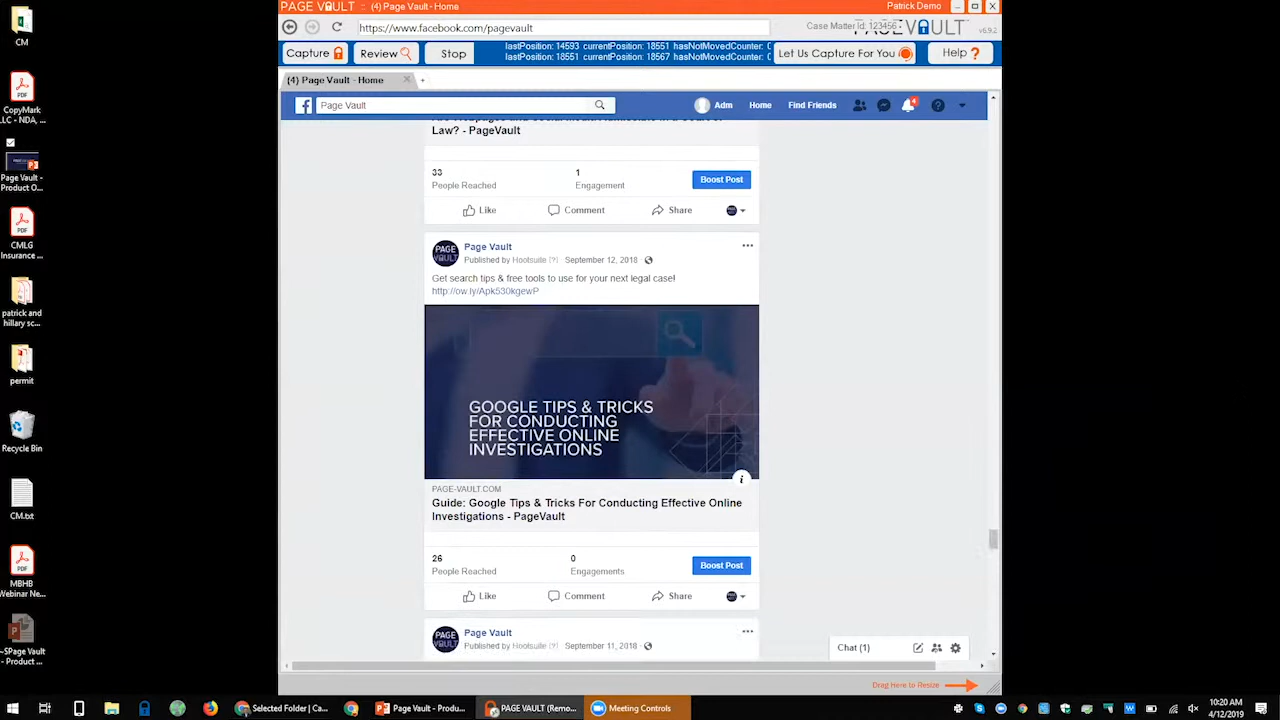 PAGE VAULT (4) Page Vault - Home
Patrick Demo
https://www.facebook.com/pagevault
Case Matter Id: 123456
PAGEVAULT
v6.9.2
Capture
Review
Stop
lastPosition: 14593 currentPosition: 18551 hasNotMovedCounter: 0
lastPosition: 18551 currentPosition: 18567 hasNotMovedCounter: 0
Let Us Capture For You
Help ?
(4) Page Vault - Home
Page Vault
Adm
Home
Find Friends
4
Law? - PageVault
33
People Reached
1
Engagement
Boost Post
Like
Comment
Share
PAGE VAULT
Page Vault
Published by Hootsuite [?] · September 12, 2018 ·
Get search tips & free tools to use for your next legal case!
http://ow.ly/Apk530kgewP
GOOGLE TIPS & TRICKS
FOR CONDUCTING
EFFECTIVE ONLINE
INVESTIGATIONS
PAGE-VAULT.COM
Guide: Google Tips & Tricks For Conducting Effective Online
Investigations - PageVault
26
People Reached
0
Engagements
Boost Post
Like
Comment
Share
PAGE VAULT
Page Vault
Published by Hootsuite [?] · September 11, 2018 ·
Chat (1)
Drag Here to Resize
CM
CopyMark
LLC - NDA, ...
Page Vault -
Product O...
CMLG
Insurance ...
patrick and
hillary sc...
permit
Recycle Bin
CM.txt
MBHB
Webinar Ne...
~$Page Vault
- Product ...
Selected Folder | Ca...
Page Vault - Produ...
PAGE VAULT (Remo...
Meeting Controls
10:20 AM
4/12/2019